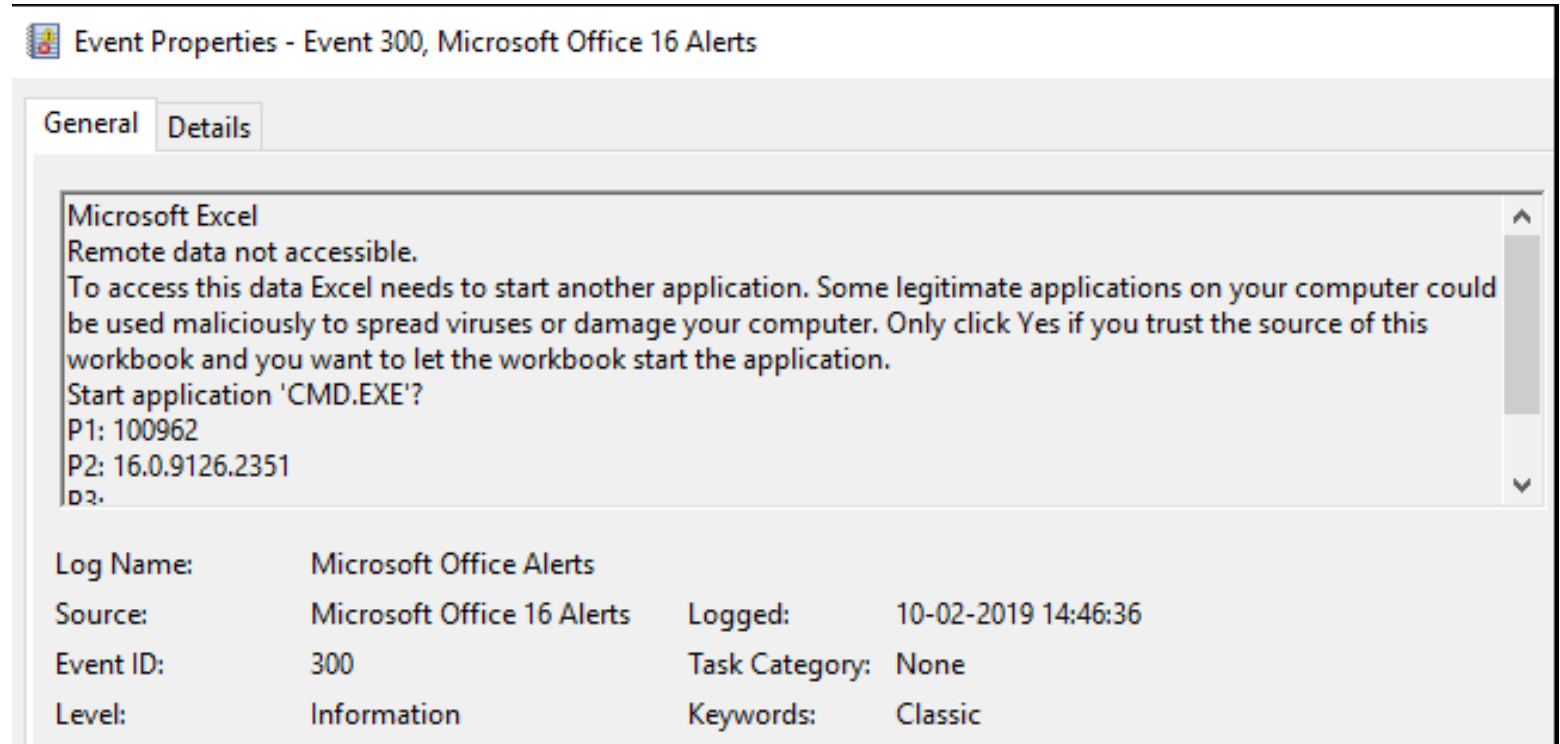 Event Properties - Event 300, Microsoft Office 16 Alerts
General Details
Microsoft Excel
Remote data not accessible.
To access this data Excel needs to start another application. Some legitimate applications on your computer could
be used maliciously to spread viruses or damage your computer. Only click Yes if you trust the source of this
workbook and you want to let the workbook start the application.
Start application 'CMD.EXE'?
P1: 100962
P2: 16.0.9126.2351
P3:
Log Name: Microsoft Office Alerts
Source: Microsoft Office 16 Alerts Logged: 10-02-2019 14:46:36
Event ID: 300 Task Category: None
Level: Information Keywords: Classic